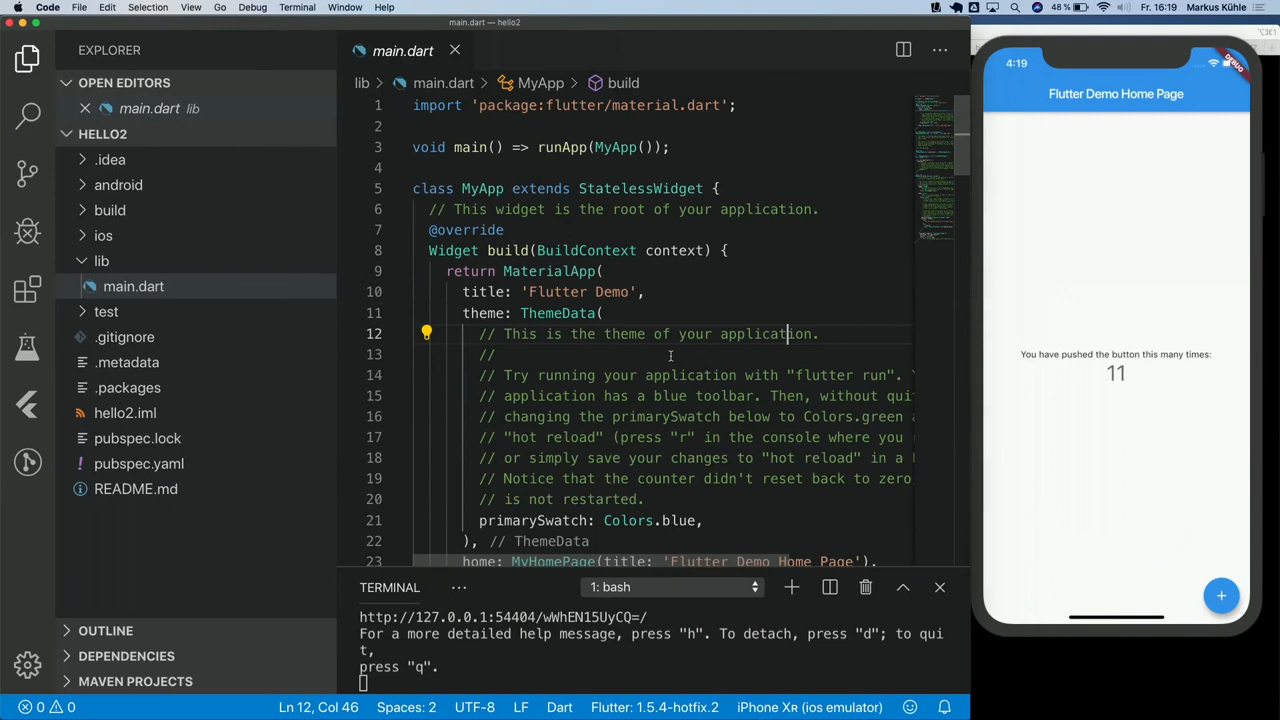 Code File Edit Selection View Go Debug Terminal Window Help 48 % Fr. 16:19 Markus Kühle
main.dart — hello2
EXPLORER
OPEN EDITORS
main.dart lib
HELLO2
.idea
android
build
ios
lib
main.dart
test
.gitignore
.metadata
.packages
hello2.iml
pubspec.lock
pubspec.yaml
README.md
OUTLINE
DEPENDENCIES
MAVEN PROJECTS
main.dart
lib > main.dart > MyApp > build
1 import 'package:flutter/material.dart';
2
3 void main() => runApp(MyApp());
4
5 class MyApp extends StatelessWidget {
6 // This widget is the root of your application.
7 @override
8 Widget build(BuildContext context) {
9 return MaterialApp(
10 title: 'Flutter Demo',
11 theme: ThemeData(
12 // This is the theme of your application.
13 //
14 // Try running your application with "flutter run".
15 // application has a blue toolbar. Then, without qui
16 // changing the primarySwatch below to Colors.green
17 // "hot reload" (press "r" in the console where you
18 // or simply save your changes to "hot reload" in a
19 // Notice that the counter didn't reset back to zero
20 // is not restarted.
21 primarySwatch: Colors.blue,
22 ), // ThemeData
23 home: MyHomePage(title: 'Flutter Demo Home Page'),
TERMINAL ··· 1: bash
http://127.0.0.1:54404/wWhEN15UyCQ=/
For a more detailed help message, press "h". To detach, press "d"; to qui
t,
press "q".
0 0 Ln 12, Col 46 Spaces: 2 UTF-8 LF Dart Flutter: 1.5.4-hotfix.2 iPhone Xʀ (ios emulator)
⌥⌘1
4:19
DEBUG
Flutter Demo Home Page
You have pushed the button this many times:
11
+